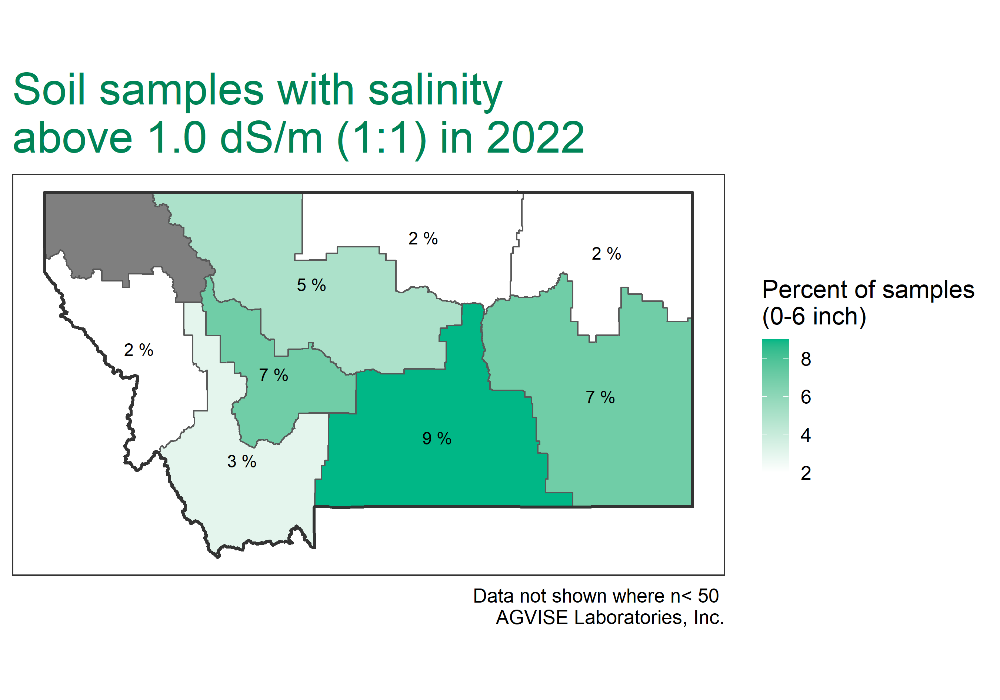 Soil samples with salinity
above 1.0 dS/m (1:1) in 2022
2 %
2 %
5 %
2 %
7 %
7 %
9 %
3 %
Percent of samples
(0-6 inch)
8
6
4
2
Data not shown where n< 50
AGVISE Laboratories, Inc.